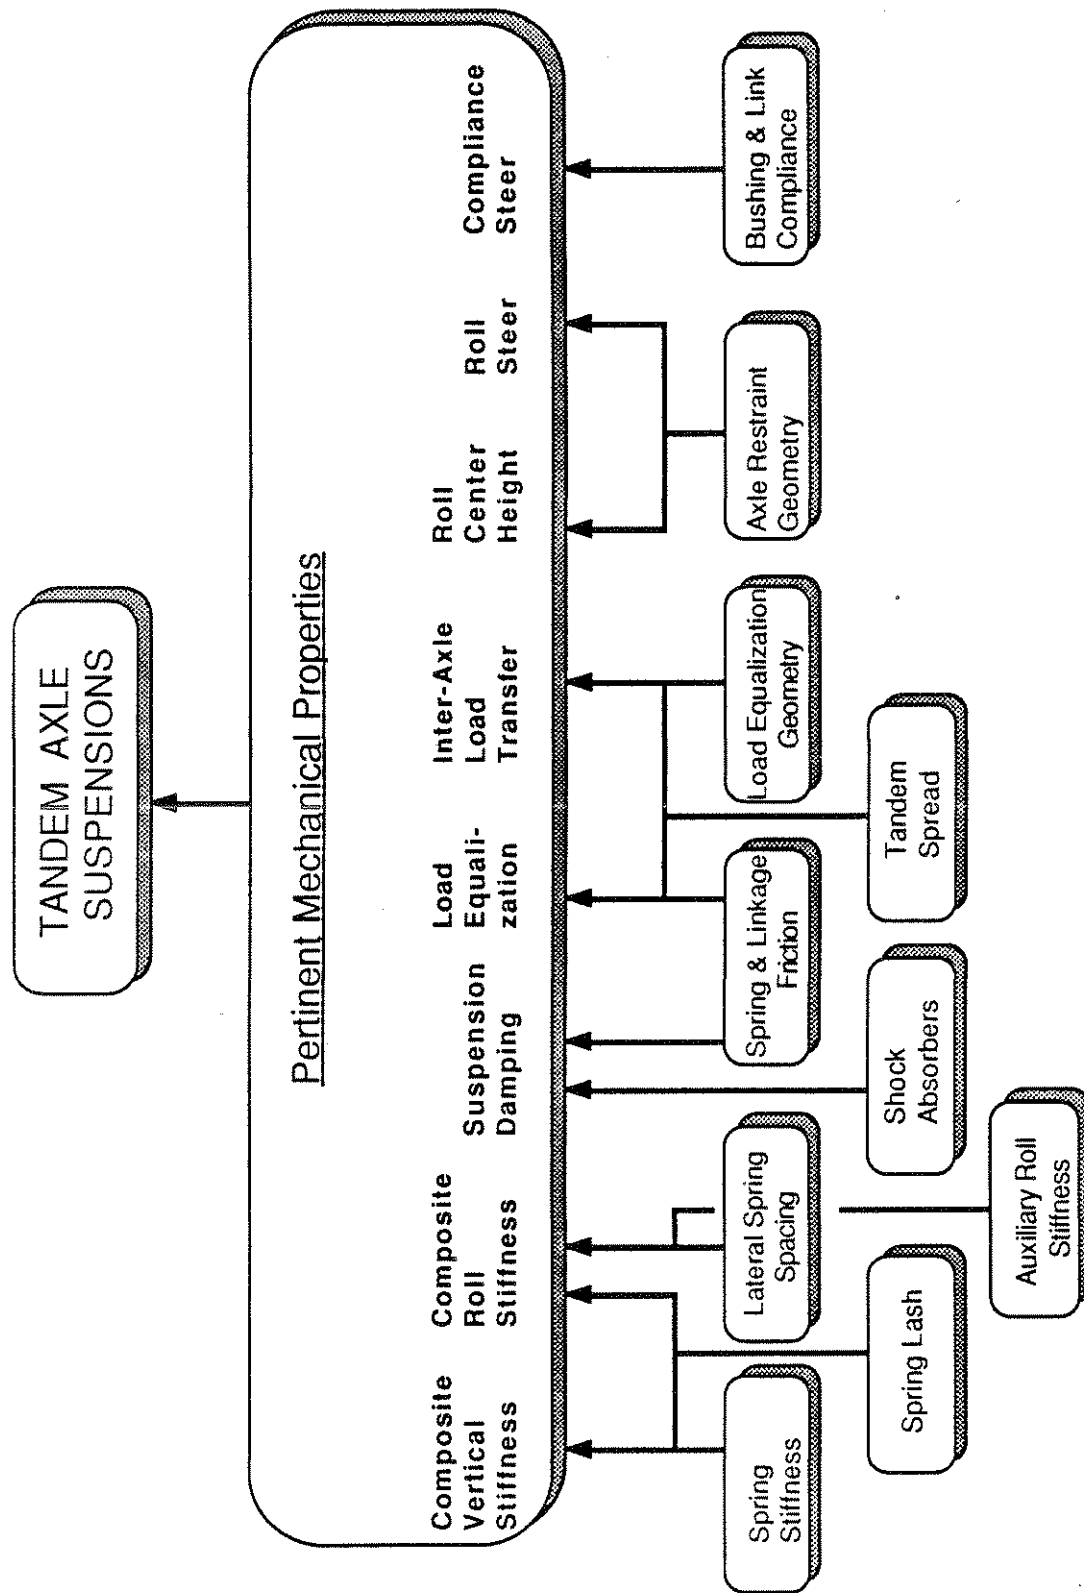 TANDEM AXLE
SUSPENSIONS
Pertinent Mechanical Properties
Composite
Vertical
Stiffness
Composite
Roll
Stiffness
Suspension
Damping
Load
Equali-
zation
Inter-Axle
Load
Transfer
Roll
Center
Height
Roll
Steer
Compliance
Steer
Spring
Stiffness
Lateral Spring
Spacing
Spring & Linkage
Friction
Load Equalization
Geometry
Axle Restraint
Geometry
Bushing & Link
Compliance
Spring Lash
Shock
Absorbers
Tandem
Spread
Auxiliary Roll
Stiffness